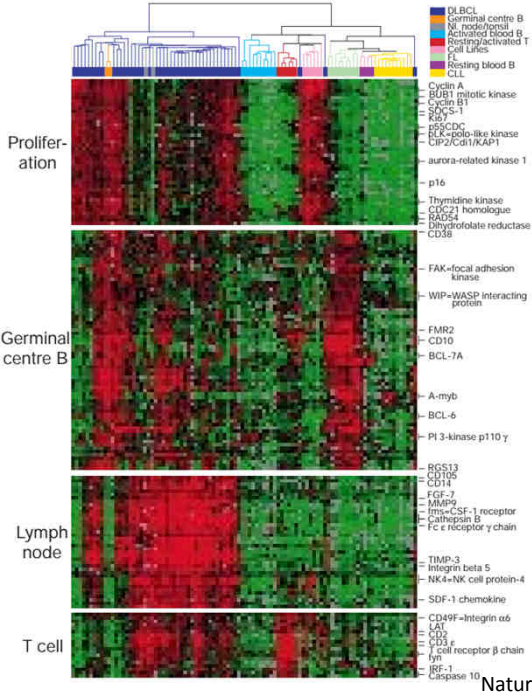 DLBCL
Germinal centre B
Nl. node/tonsil
Activated blood B
Resting/activated T
Cell Lines
FL
Resting blood B
CLL
Prolifer-
ation
Cyclin A
BUB1 mitotic kinase
Cyclin B1
SOCS-1
Ki67
p55CDC
pLK=polo-like kinase
CIP2/Cdi1/KAP1
aurora-related kinase 1
p16
Thymidine kinase
CDC21 homologue
RAD54
Dihydrofolate reductase
Germinal
centre B
CD38
FAK=focal adhesion
kinase
WIP=WASP interacting
protein
FMR2
CD10
BCL-7A
A-myb
BCL-6
PI 3-kinase p110 γ
RGS13
Lymph
node
CD105
CD14
FGF-7
MMP9
fms=CSF-1 receptor
Cathepsin B
Fc ε receptor γ chain
TIMP-3
Integrin beta 5
NK4=NK cell protein-4
SDF-1 chemokine
T cell
CD49F=Integrin α6
LAT
CD2
CD3 ε
T cell receptor β chain
fyn
IRF-1
Caspase 10
Natur